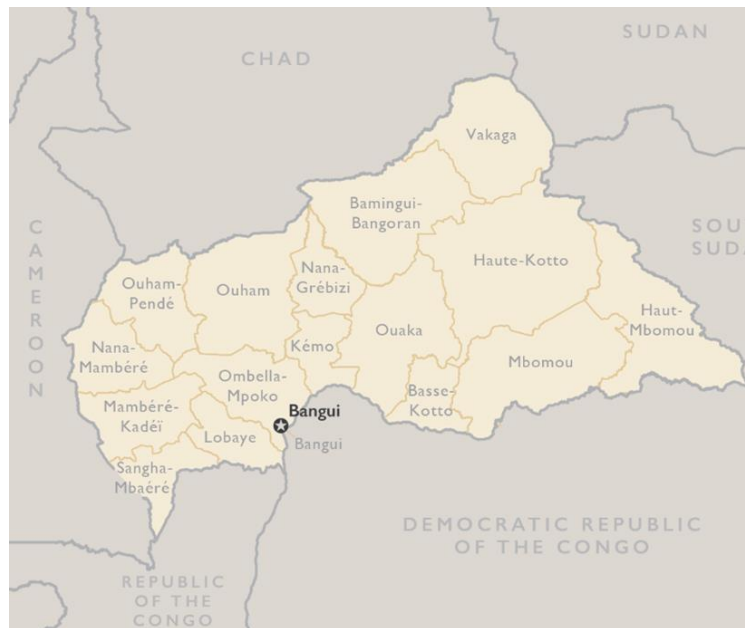 SUDAN
CHAD
Vakaga
Bamingui-
Bangoran
CAMEROON
SOU
SUDA
Haute-Kotto
Nana-
Grébizi
Ouham-
Pendé
Ouham
Haut-
Mbomou
Ouaka
Kémo
Nana-
Mambéré
Mbomou
Ombella-
Mpoko
Basse-
Kotto
Mambéré-
Kadéï
Bangui
Lobaye
Bangui
Sangha-
Mbaéré
DEMOCRATIC REPUBLIC
OF THE CONGO
REPUBLIC
OF THE
CONGO